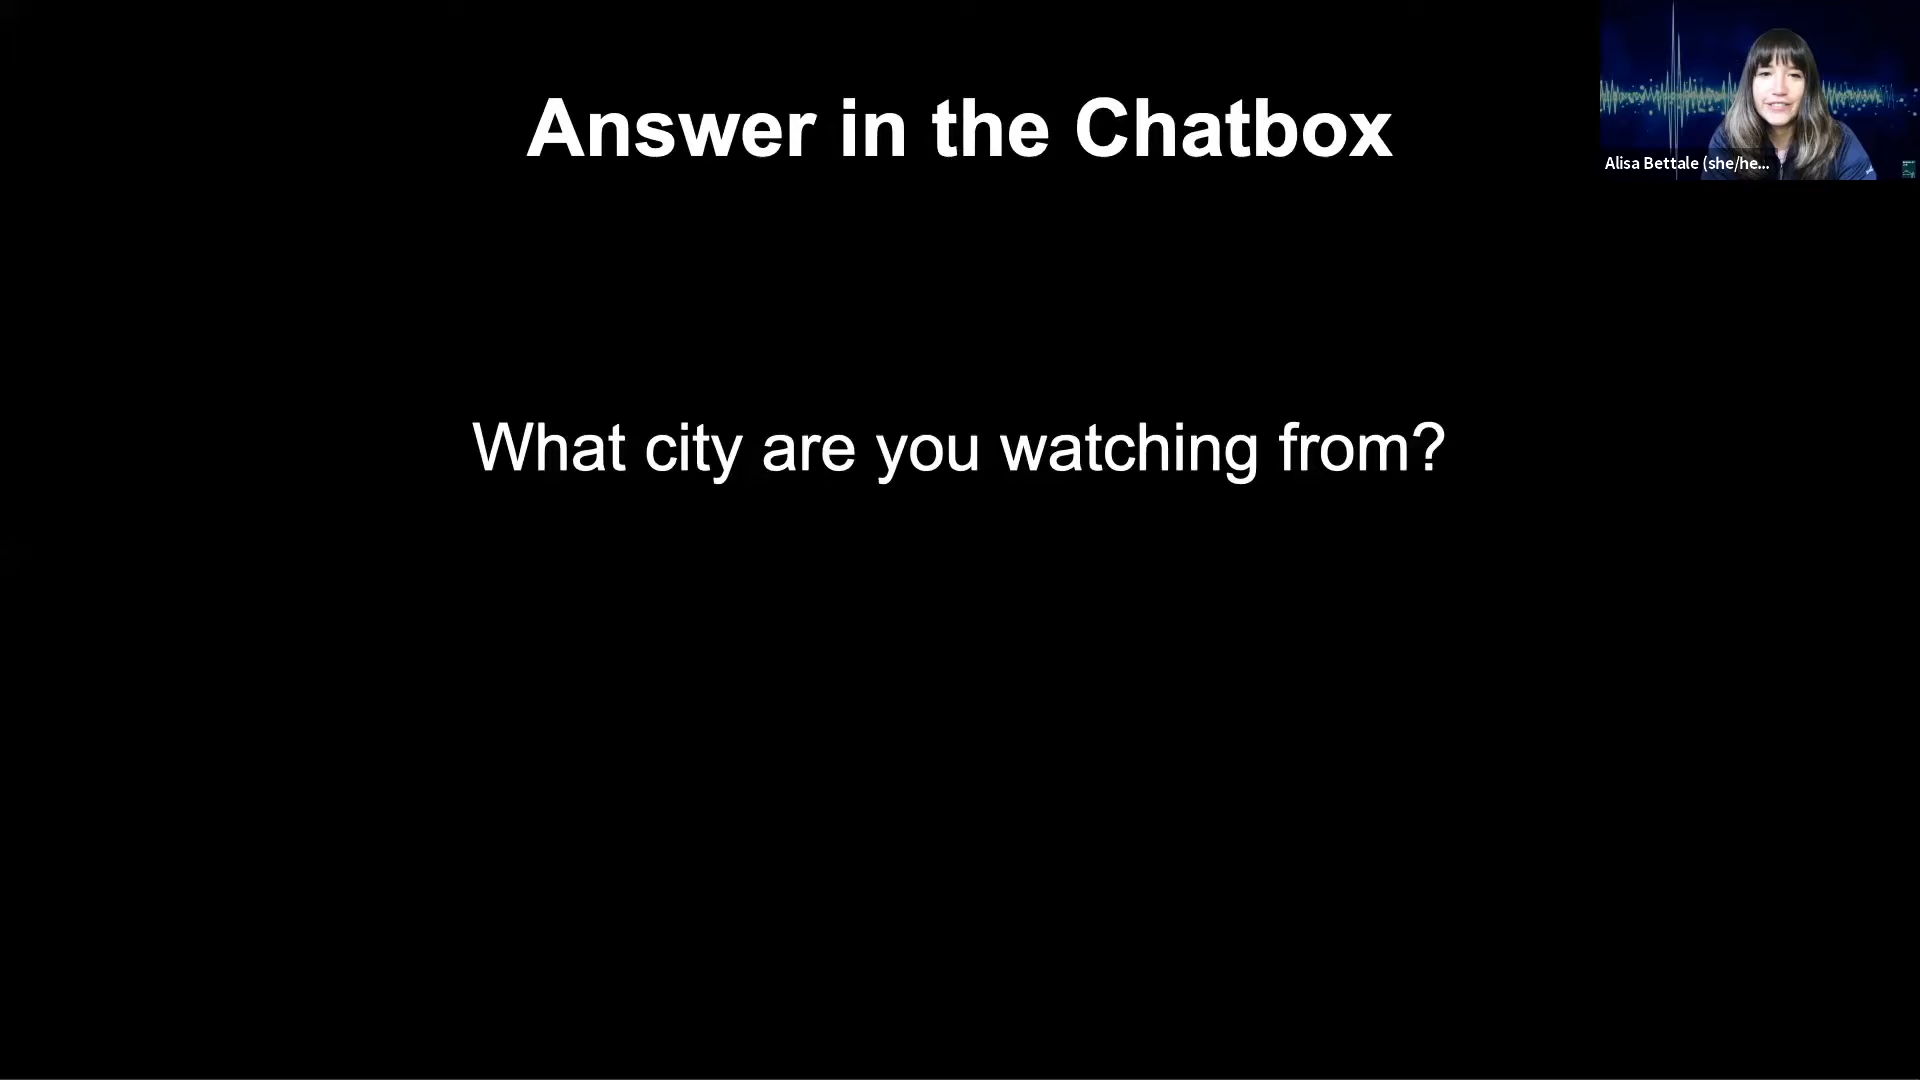 Answer in the Chatbox
Alisa Bettale (she/he...
What city are you watching from?